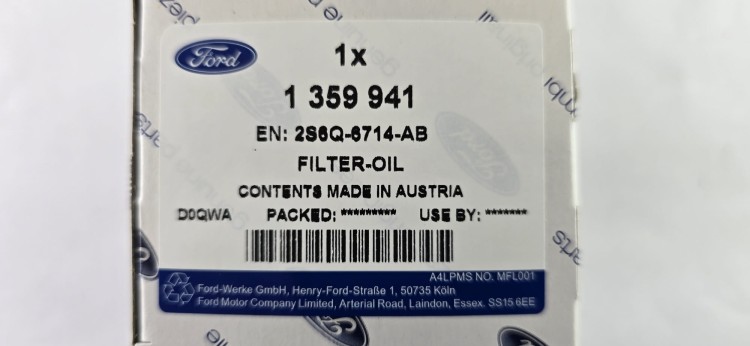 Ford
1x
1 359 941
EN: 2S6Q-6714-AB
FILTER-OIL
CONTENTS MADE IN AUSTRIA
D0QWA PACKED: ********* USE BY: *******
A4LPMS NO. MFL001
Ford-Werke GmbH, Henry-Ford-Straße 1, 50735 Köln
Ford Motor Company Limited, Arterial Road, Laindon, Essex. SS15 6EE